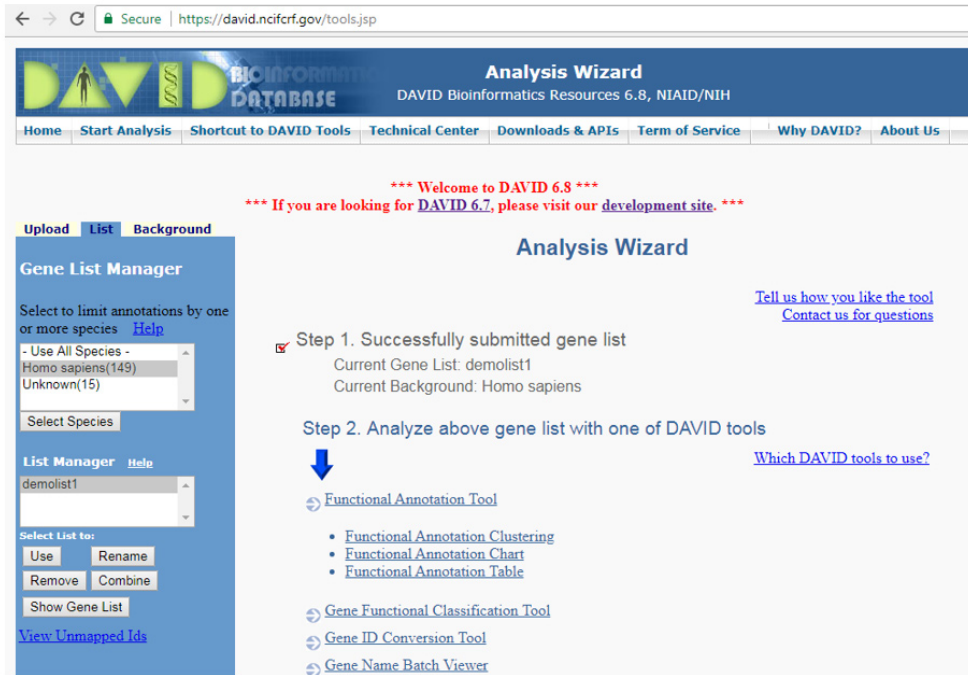 Secure | https://david.ncifcrf.gov/tools.jsp
DAVID BIOINFORMATIC
DATABASE
Analysis Wizard
DAVID Bioinformatics Resources 6.8, NIAID/NIH
Home Start Analysis Shortcut to DAVID Tools Technical Center Downloads & APIs Term of Service Why DAVID? About Us
*** Welcome to DAVID 6.8 ***
*** If you are looking for DAVID 6.7, please visit our development site. ***
Upload List Background
Gene List Manager
Select to limit annotations by one
or more species Help
- Use All Species -
Homo sapiens(149)
Unknown(15)
Select Species
List Manager Help
demolist1
Select List to:
Use Rename
Remove Combine
Show Gene List
View Unmapped Ids
Analysis Wizard
Tell us how you like the tool
Contact us for questions
Step 1. Successfully submitted gene list
Current Gene List: demolist1
Current Background: Homo sapiens
Step 2. Analyze above gene list with one of DAVID tools
Which DAVID tools to use?
Functional Annotation Tool
Functional Annotation Clustering
Functional Annotation Chart
Functional Annotation Table
Gene Functional Classification Tool
Gene ID Conversion Tool
Gene Name Batch Viewer